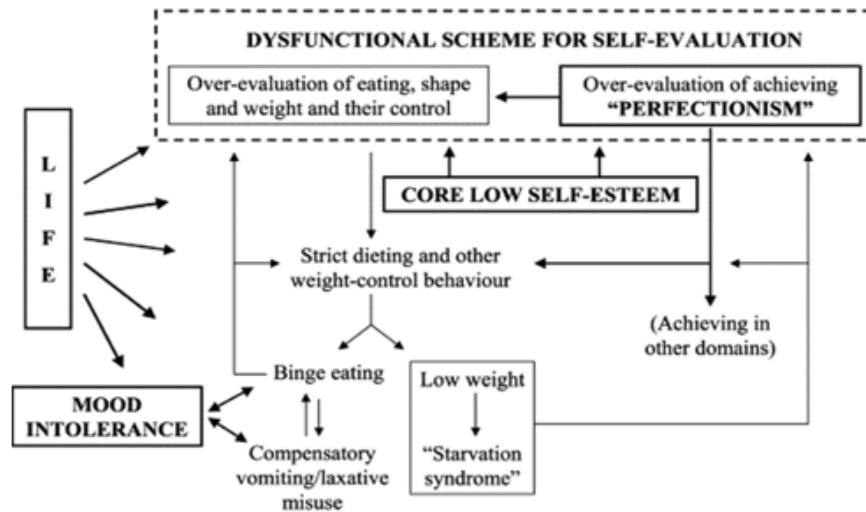 DYSFUNCTIONAL SCHEME FOR SELF-EVALUATION
Over-evaluation of eating, shape
and weight and their control
Over-evaluation of achieving
“PERFECTIONISM”
L
I
F
E
CORE LOW SELF-ESTEEM
Strict dieting and other
weight-control behaviour
(Achieving in
other domains)
Binge eating
Low weight
MOOD
INTOLERANCE
Compensatory
vomiting/laxative
misuse
“Starvation
syndrome”